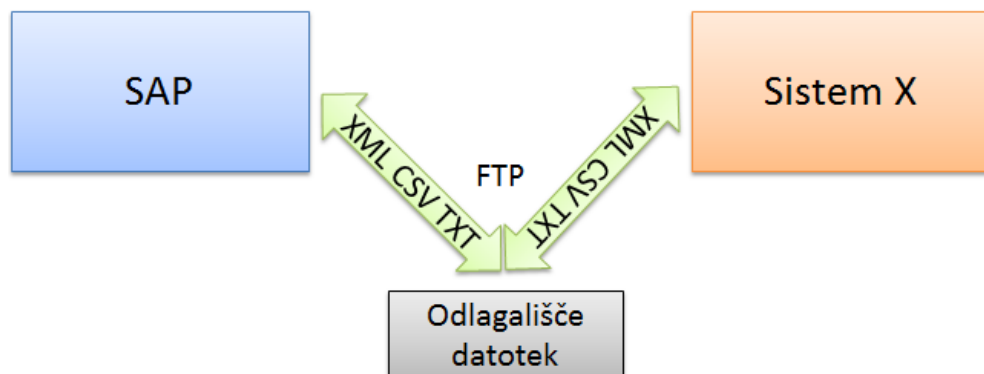 SAP
Sistem X
XML CSV TXT
FTP
XML CSV TXT
Odlagališče
datotek